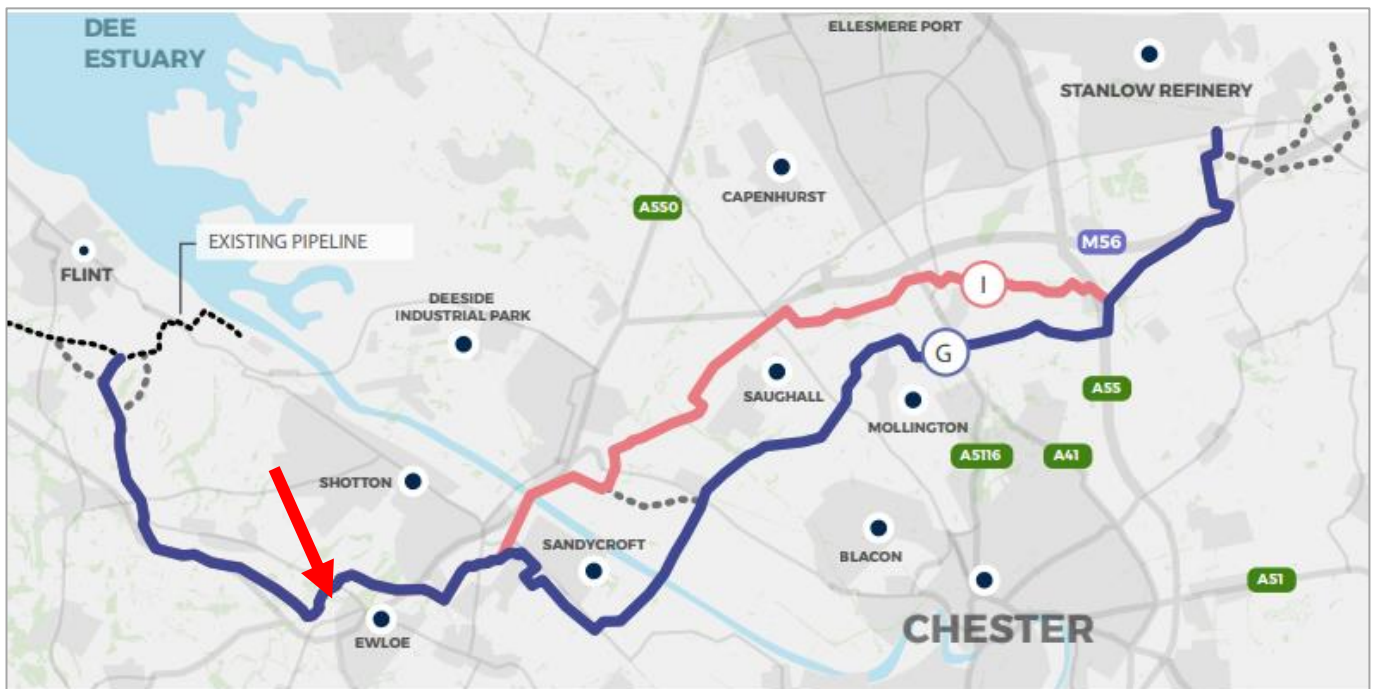 DEE
ESTUARY
ELLESMERE PORT
STANLOW REFINERY
CAPENHURST
A550
M56
EXISTING PIPELINE
FLINT
DEESIDE
INDUSTRIAL PARK
I
G
SAUGHALL
A55
MOLLINGTON
A5116
A41
SHOTTON
SANDYCROFT
BLACON
A51
EWLOE
CHESTER